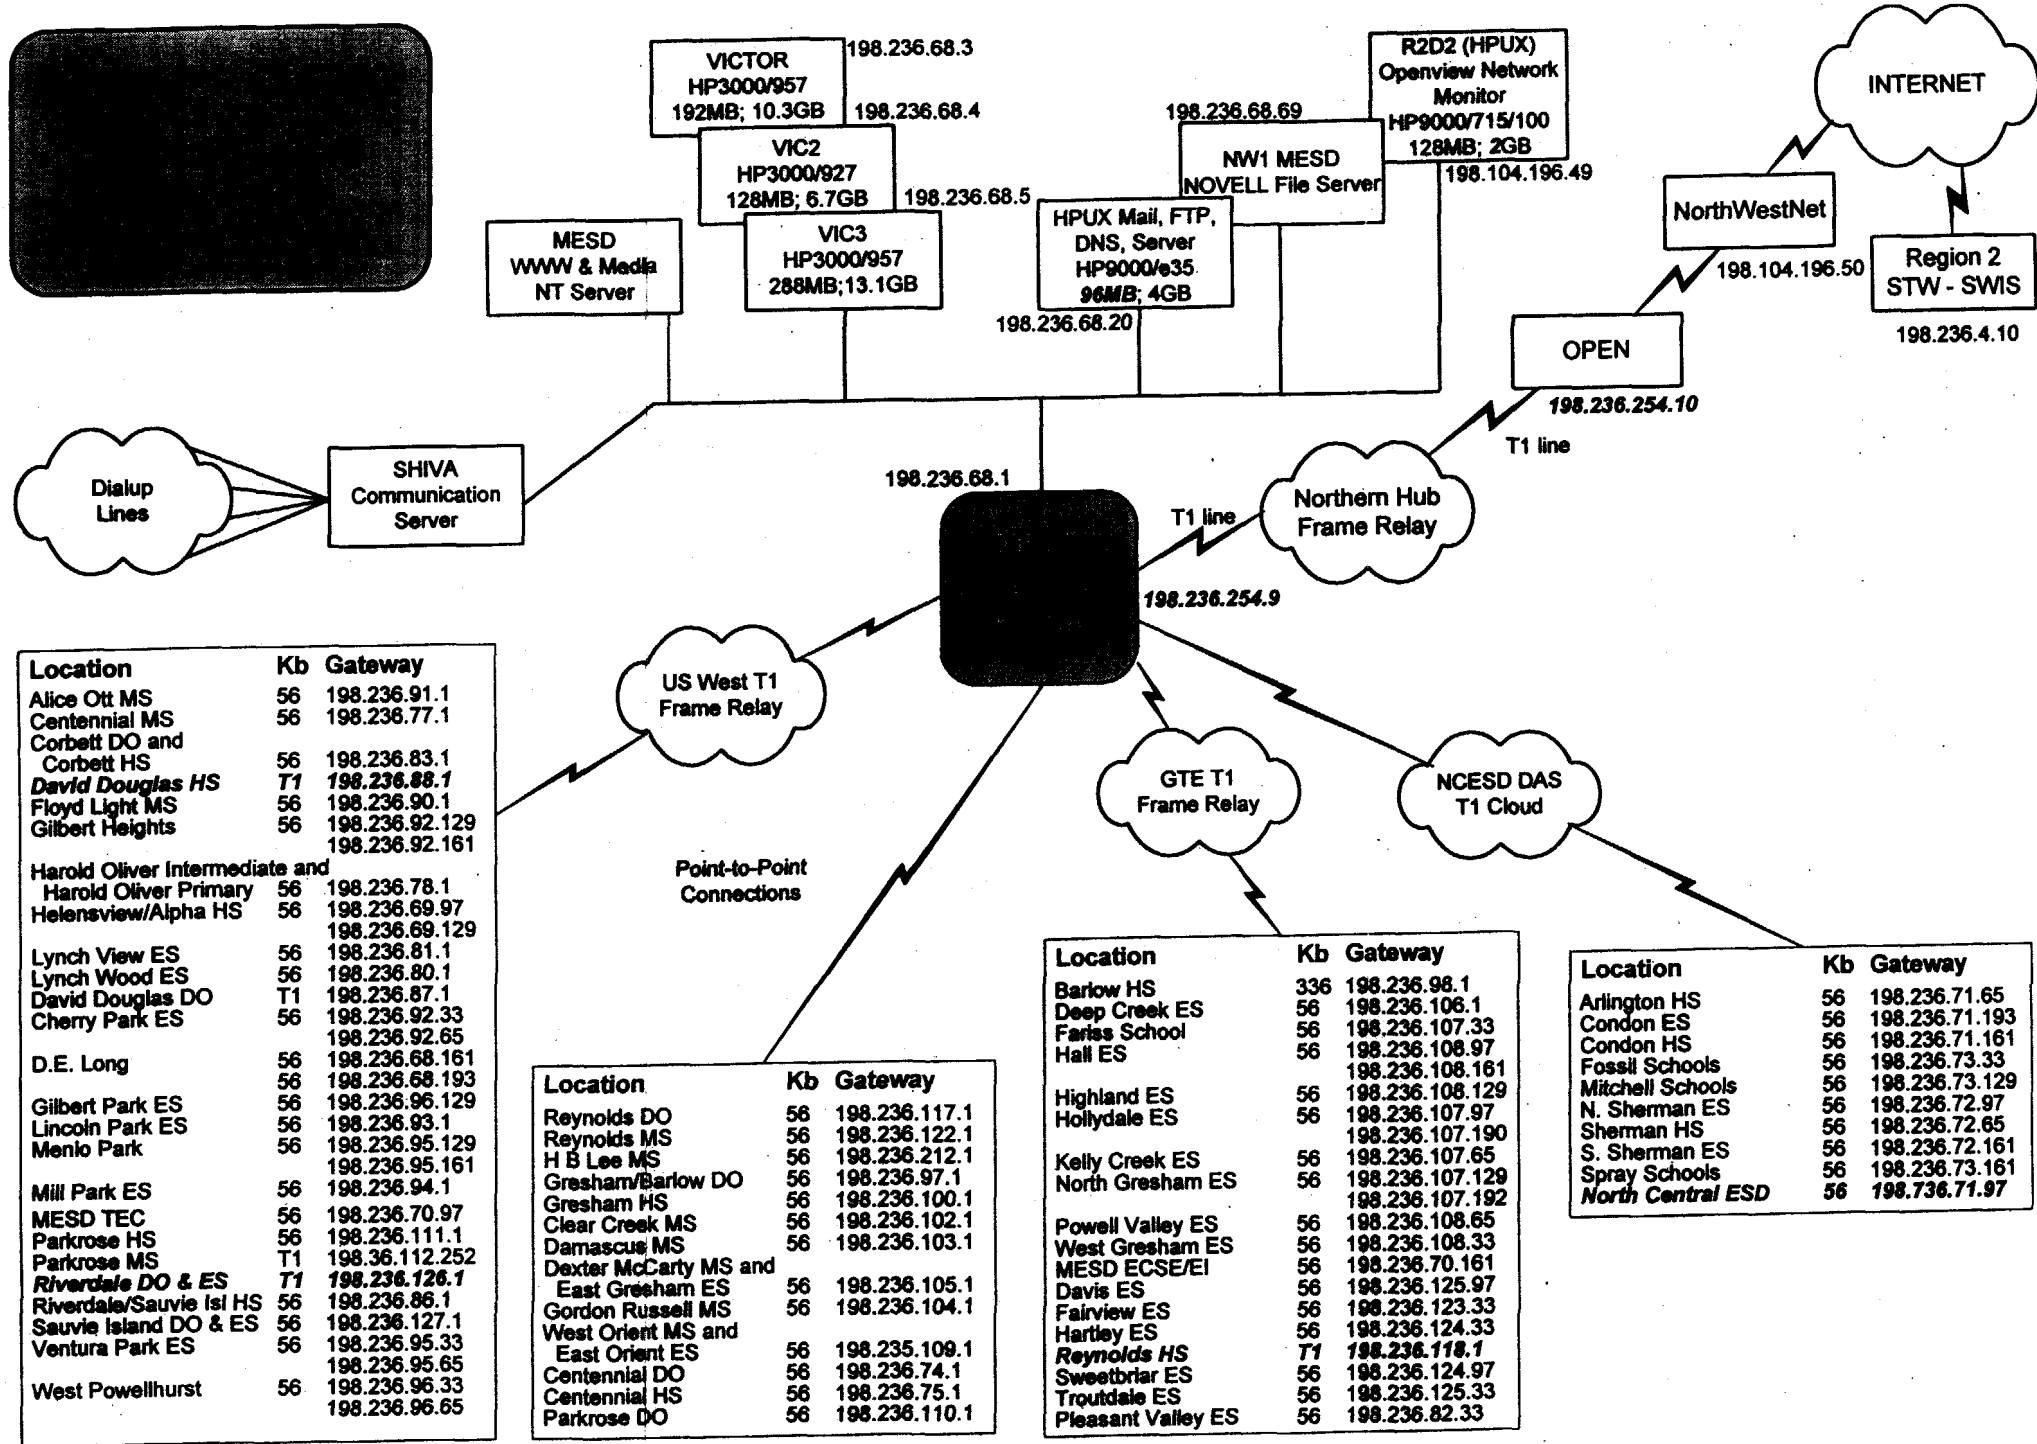 VICTOR
HP3000/957
192MB; 10.3GB
198.236.68.3
198.236.68.4
VIC2
HP3000/927
128MB; 6.7GB
198.236.68.5
VIC3
HP3000/957
288MB;13.1GB
MESD
WWW & Media
NT Server
R2D2 (HPUX)
Openview Network
Monitor
HP9000/715/100
128MB; 2GB
198.104.196.49
198.236.68.69
NW1 MESD
NOVELL File Server
HPUX Mail, FTP,
DNS, Server
HP9000/e35
96MB; 4GB
198.236.68.20
INTERNET
NorthWestNet
198.104.196.50
Region 2
STW - SWIS
198.236.4.10
OPEN
198.236.254.10
T1 line
Dialup
Lines
SHIVA
Communication
Server
198.236.68.1
T1 line
Northern Hub
Frame Relay
198.236.254.9
US West T1
Frame Relay
GTE T1
Frame Relay
NCESD DAS
T1 Cloud
Point-to-Point
Connections
Location Kb Gateway
Alice Ott MS 56 198.236.91.1
Centennial MS 56 198.236.77.1
Corbett DO and
Corbett HS 56 198.236.83.1
David Douglas HS T1 198.236.88.1
Floyd Light MS 56 198.236.90.1
Gilbert Heights 56 198.236.92.129
198.236.92.161
Harold Oliver Intermediate and
Harold Oliver Primary 56 198.236.78.1
Helensview/Alpha HS 56 198.236.69.97
198.236.69.129
Lynch View ES 56 198.236.81.1
Lynch Wood ES 56 198.236.80.1
David Douglas DO T1 198.236.87.1
Cherry Park ES 56 198.236.92.33
198.236.92.65
D.E. Long 56 198.236.68.161
56 198.236.68.193
Gilbert Park ES 56 198.236.96.129
Lincoln Park ES 56 198.236.93.1
Menlo Park 56 198.236.95.129
198.236.95.161
Mill Park ES 56 198.236.94.1
MESD TEC 56 198.236.70.97
Parkrose HS 56 198.236.111.1
Parkrose MS T1 198.36.112.252
Riverdale DO & ES T1 198.236.126.1
Riverdale/Sauvie Isl HS 56 198.236.86.1
Sauvie Island DO & ES 56 198.236.127.1
Ventura Park ES 56 198.236.95.33
198.236.95.65
West Powellhurst 56 198.236.96.33
198.236.96.65
Location Kb Gateway
Reynolds DO 56 198.236.117.1
Reynolds MS 56 198.236.122.1
H B Lee MS 56 198.236.212.1
Gresham/Barlow DO 56 198.236.97.1
Gresham HS 56 198.236.100.1
Clear Creek MS 56 198.236.102.1
Damascus MS 56 198.236.103.1
Dexter McCarty MS and
East Gresham ES 56 198.236.105.1
Gordon Russell MS 56 198.236.104.1
West Orient MS and
East Orient ES 56 198.235.109.1
Centennial DO 56 198.236.74.1
Centennial HS 56 198.236.75.1
Parkrose DO 56 198.236.110.1
Location Kb Gateway
Barlow HS 336 198.236.98.1
Deep Creek ES 56 198.236.106.1
Fariss School 56 198.236.107.33
Hall ES 56 198.236.108.97
198.236.108.161
Highland ES 56 198.236.108.129
Hollydale ES 56 198.236.107.97
198.236.107.190
Kelly Creek ES 56 198.236.107.65
North Gresham ES 56 198.236.107.129
198.236.107.192
Powell Valley ES 56 198.236.108.65
West Gresham ES 56 198.236.108.33
MESD ECSE/EI 56 198.236.70.161
Davis ES 56 198.236.125.97
Fairview ES 56 198.236.123.33
Hartley ES 56 198.236.124.33
Reynolds HS T1 198.236.118.1
Sweetbriar ES 56 198.236.124.97
Troutdale ES 56 198.236.125.33
Pleasant Valley ES 56 198.236.82.33
Location Kb Gateway
Arlington HS 56 198.236.71.65
Condon ES 56 198.236.71.193
Condon HS 56 198.236.71.161
Fossil Schools 56 198.236.73.33
Mitchell Schools 56 198.236.73.129
N. Sherman ES 56 198.236.72.97
Sherman HS 56 198.236.72.65
S. Sherman ES 56 198.236.72.161
Spray Schools 56 198.236.73.161
North Central ESD 56 198.736.71.97